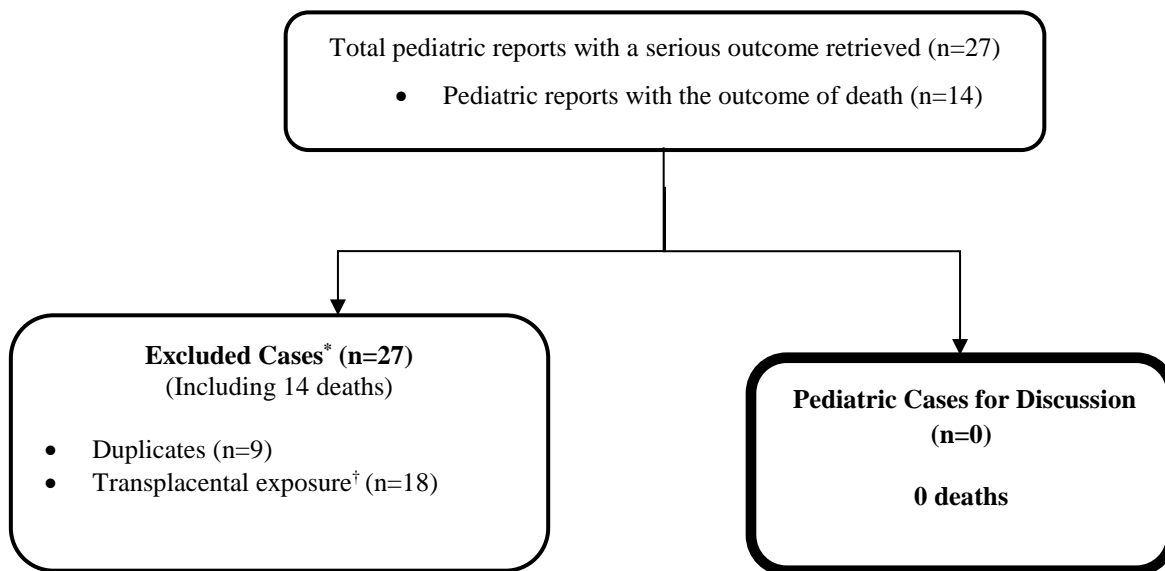 Total pediatric reports with a serious outcome retrieved (n=27)
• Pediatric reports with the outcome of death (n=14)
Excluded Cases* (n=27)
(Including 14 deaths)
• Duplicates (n=9)
• Transplacental exposure† (n=18)
Pediatric Cases for Discussion
(n=0)
0 deaths